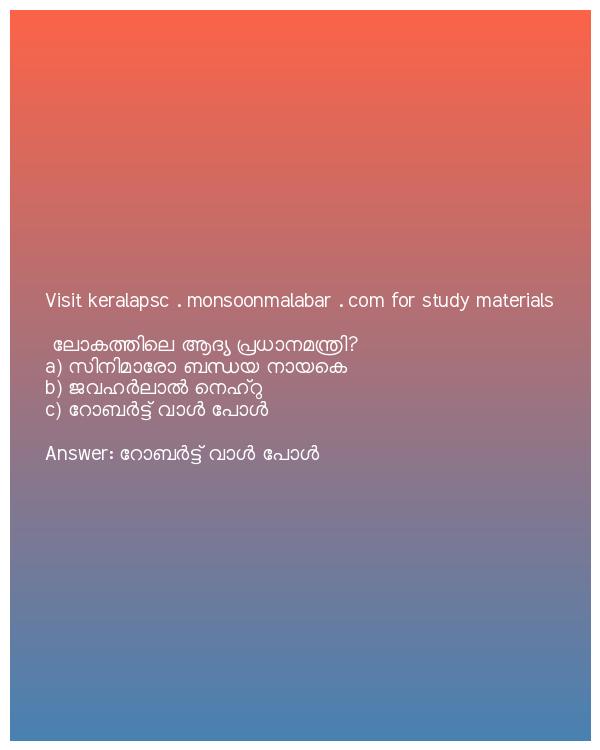 Visit keralapsc . monsoonmalabar . com for study materials
ലോകത്തിലെ ആദ്യ പ്രധാനമന്ത്രി?
a) സിനിമാരോ ബന്ധയ നായകെ
b) ജവഹർലാൽ നെഹ്റു
c) റോബർട്ട് വാൾ പോൾ
Answer: റോബർട്ട് വാൾ പോൾ